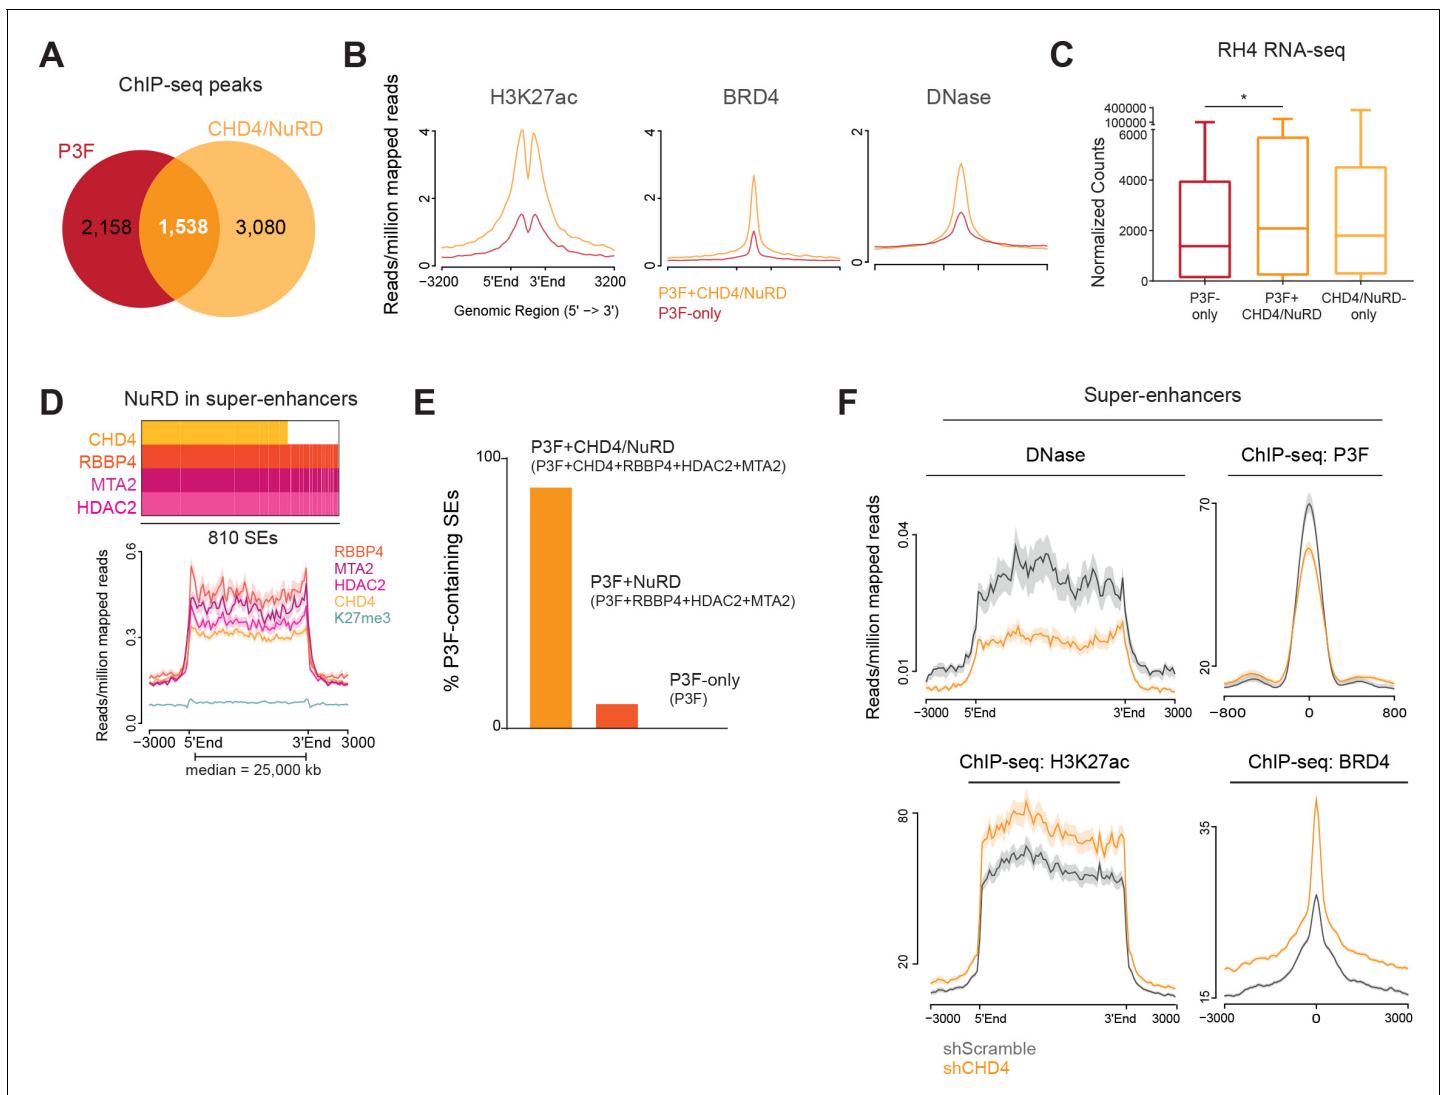 A
ChIP-seq peaks
P3F
CHD4/NuRD
2,158
1,538
3,080
B
Reads/million mapped reads
H3K27ac
BRD4
DNase
4
2
0
−3200
5'End
3'End
3200
Genomic Region (5' −> 3')
4
2
0
P3F+CHD4/NuRD
P3F-only
2
0
C
RH4 RNA-seq
*
Normalized Counts
400000
100000
6000
4000
2000
0
P3F-
only
P3F+
CHD4/NuRD
CHD4/NuRD-
only
D
NuRD in super-enhancers
CHD4
RBBP4
MTA2
HDAC2
810 SEs
Reads/million mapped reads
0.6
0.3
0.0
RBBP4
MTA2
HDAC2
CHD4
K27me3
−3000
5'End
3'End
3000
median = 25,000 kb
E
% P3F-containing SEs
100
0
P3F+CHD4/NuRD
(P3F+CHD4+RBBP4+HDAC2+MTA2)
P3F+NuRD
(P3F+RBBP4+HDAC2+MTA2)
P3F-only
(P3F)
F
Super-enhancers
DNase
Reads/million mapped reads
0.04
0.01
−3000
5'End
3'End
3000
ChIP-seq: P3F
70
20
−800
0
800
ChIP-seq: H3K27ac
80
20
−3000
5'End
3'End
3000
ChIP-seq: BRD4
35
15
−3000
0
3000
shScramble
shCHD4